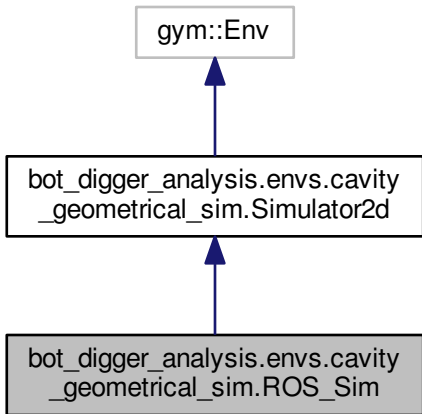 gym::Env
bot_digger_analysis.envs.cavity
_geometrical_sim.Simulator2d
bot_digger_analysis.envs.cavity
_geometrical_sim.ROS_Sim